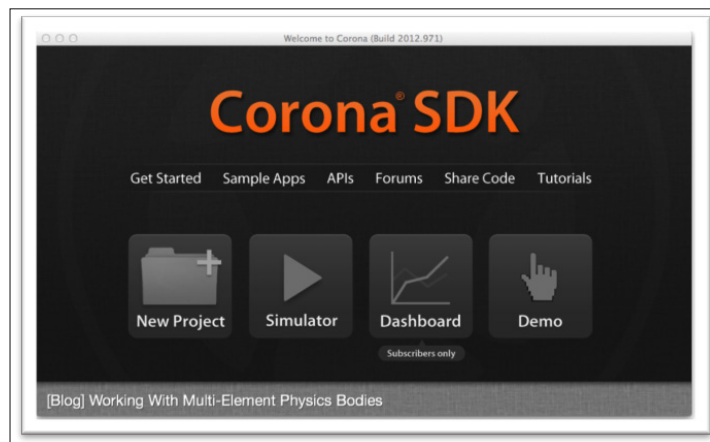 Welcome to Corona (Build 2012.971)
Corona® SDK
Get Started Sample Apps APIs Forums Share Code Tutorials
New Project Simulator Dashboard Demo
Subscribers only
[Blog] Working With Multi-Element Physics Bodies